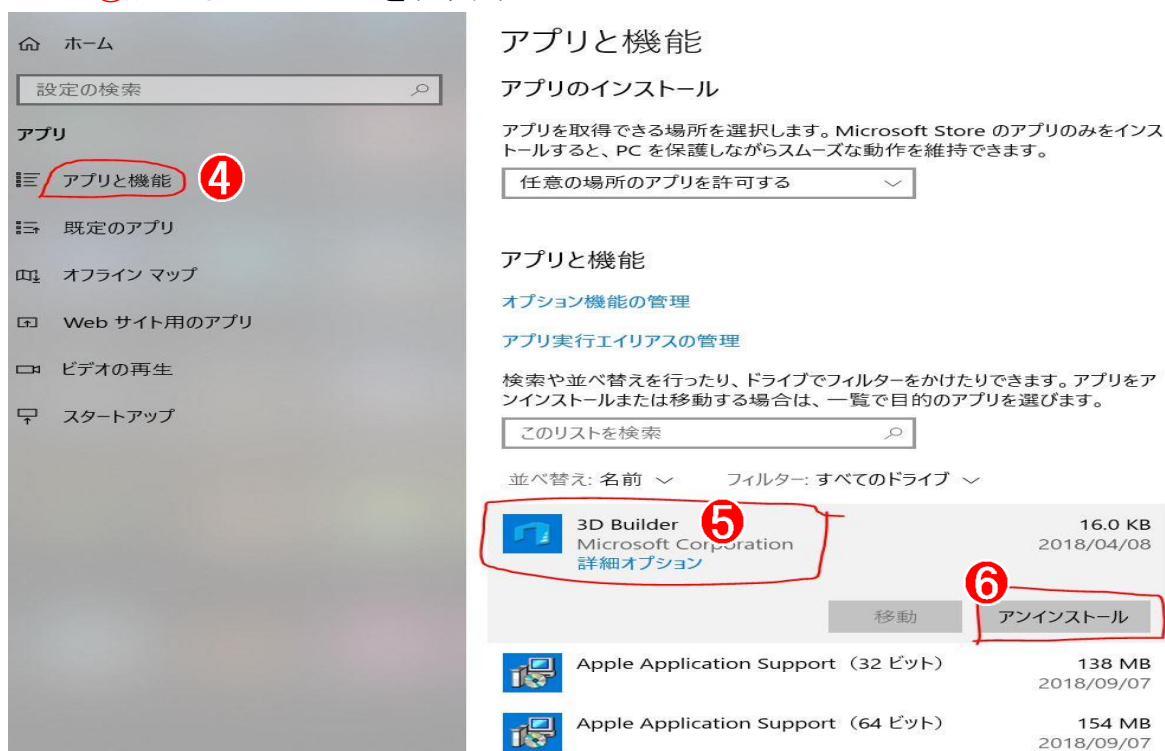 ホーム
設定の検索
アプリ
アプリと機能 4
既定のアプリ
オフライン マップ
Web サイト用のアプリ
ビデオの再生
スタートアップ
アプリと機能
アプリのインストール
アプリを取得できる場所を選択します。Microsoft Store のアプリのみをインス
トールすると、PC を保護しながらスムーズな動作を維持できます。
任意の場所のアプリを許可する
アプリと機能
オプション機能の管理
アプリ実行エイリアスの管理
検索や並べ替えを行ったり、ドライブでフィルターをかけたりできます。アプリをア
ンインストールまたは移動する場合は、一覧で目的のアプリを選びます。
このリストを検索
並べ替え: 名前 フィルター: すべてのドライブ
3D Builder 5 16.0 KB
Microsoft Corporation 2018/04/08
詳細オプション
6
移動 アンインストール
Apple Application Support (32 ビット) 138 MB
2018/09/07
Apple Application Support (64 ビット) 154 MB
2018/09/07